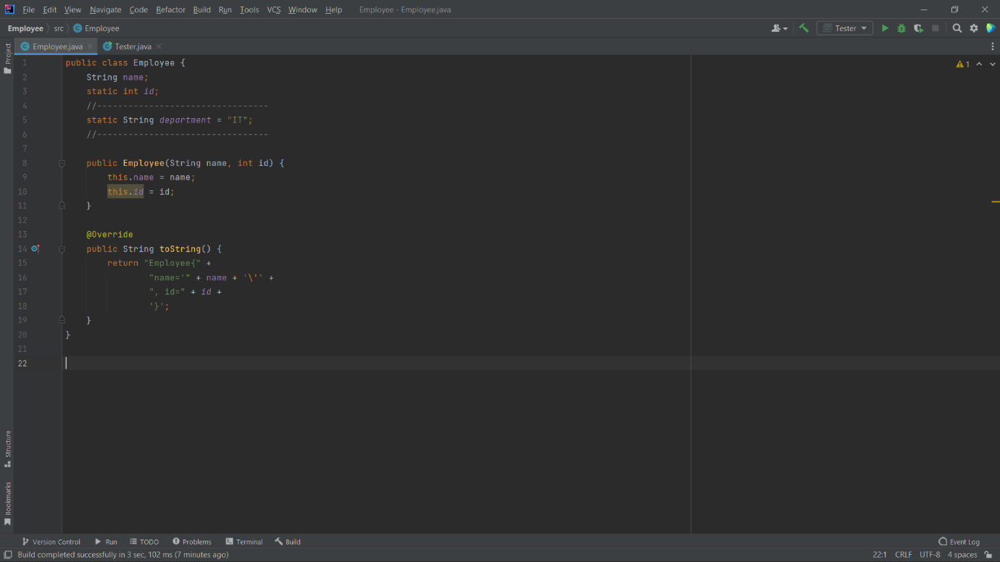 File Edit View Navigate Code Refactor Build Run Tools VCS Window Help Employee - Employee.java
Employee src Employee Tester
Project
Employee.java Tester.java
1 public class Employee {
1
2     String name;
3     static int id;
4     //---------------------------------
5     static String department = "IT";
6     //---------------------------------
7
8     public Employee(String name, int id) {
9         this.name = name;
10         this.id = id;
11     }
12
13     @Override
14     public String toString() {
15         return "Employee{" +
16                 "name='" + name + '\'' +
17                 ", id=" + id +
18                 '}';
19     }
20 }
21
22
Structure
Bookmarks
Version Control Run TODO Problems Terminal Build Event Log
Build completed successfully in 3 sec, 102 ms (7 minutes ago) 22:1 CRLF UTF-8 4 spaces